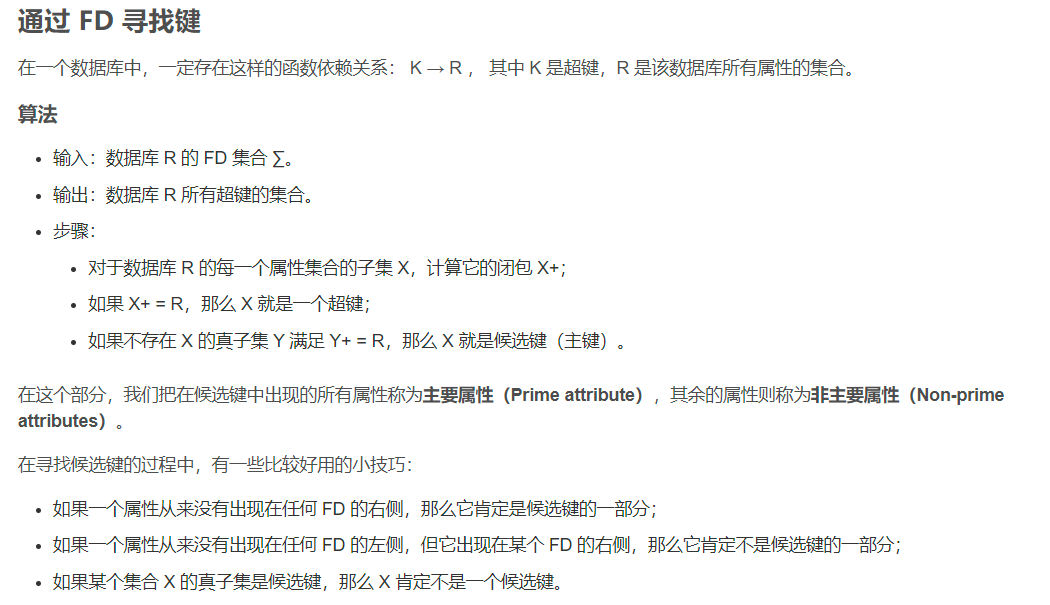 通过 FD 寻找键
在一个数据库中，一定存在这样的函数依赖关系： K → R ， 其中 K 是超键，R 是该数据库所有属性的集合。
算法
• 输入：数据库 R 的 FD 集合 ∑。
• 输出：数据库 R 所有超键的集合。
• 步骤：
• 对于数据库 R 的每一个属性集合的子集 X，计算它的闭包 X+；
• 如果 X+ = R，那么 X 就是一个超键；
• 如果不存在 X 的真子集 Y 满足 Y+ = R，那么 X 就是候选键（主键）。
在这个部分，我们把在候选键中出现的所有属性称为主要属性（Prime attribute），其余的属性则称为非主要属性（Non-prime
attributes）。
在寻找候选键的过程中，有一些比较好用的小技巧：
• 如果一个属性从来没有出现在任何 FD 的右侧，那么它肯定是候选键的一部分；
• 如果一个属性从来没有出现在任何 FD 的左侧，但它出现在某个 FD 的右侧，那么它肯定不是候选键的一部分；
• 如果某个集合 X 的真子集是候选键，那么 X 肯定不是一个候选键。